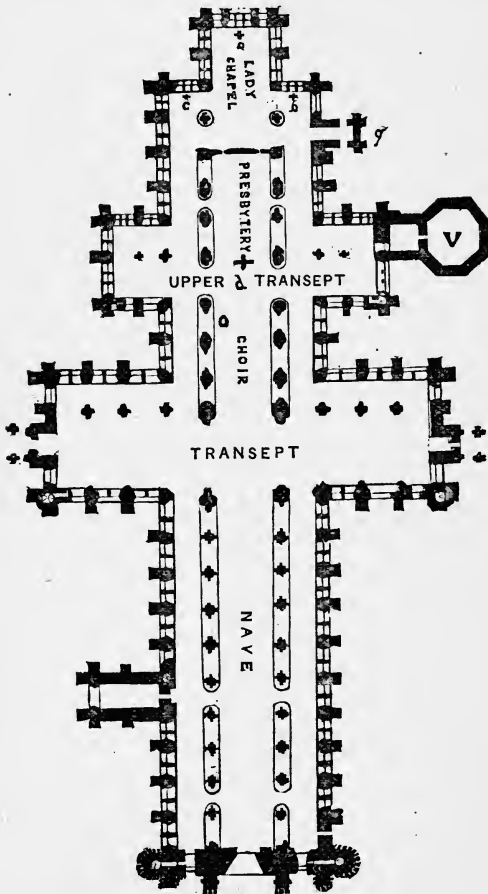 a
LADY
CHAPEL
c
b
g
PRESBYTERY
V
UPPER d TRANSEPT
CHOIR
TRANSEPT
NAVE